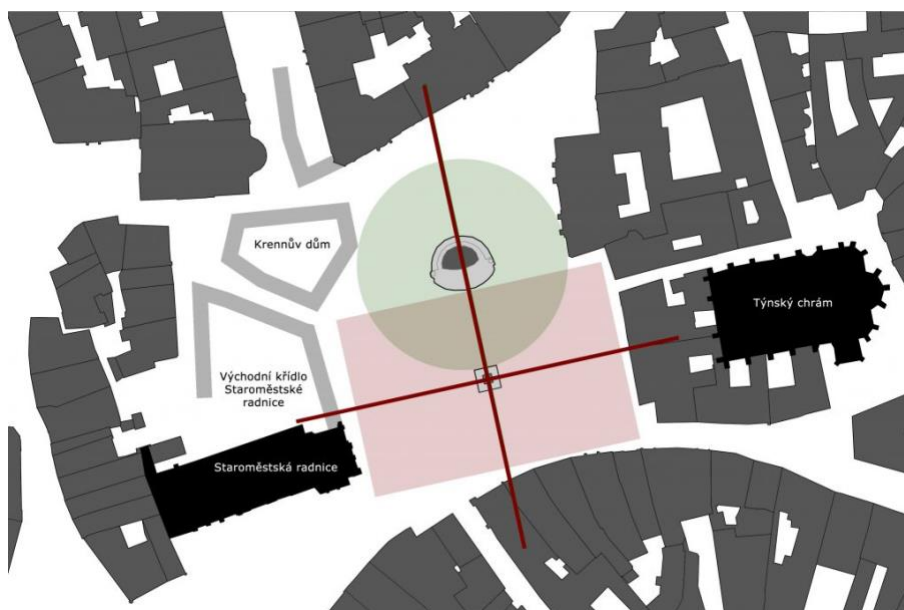 Krennův dům
Týnský chrám
Východní křídlo
Staroměstské
radnice
Staroměstská radnice